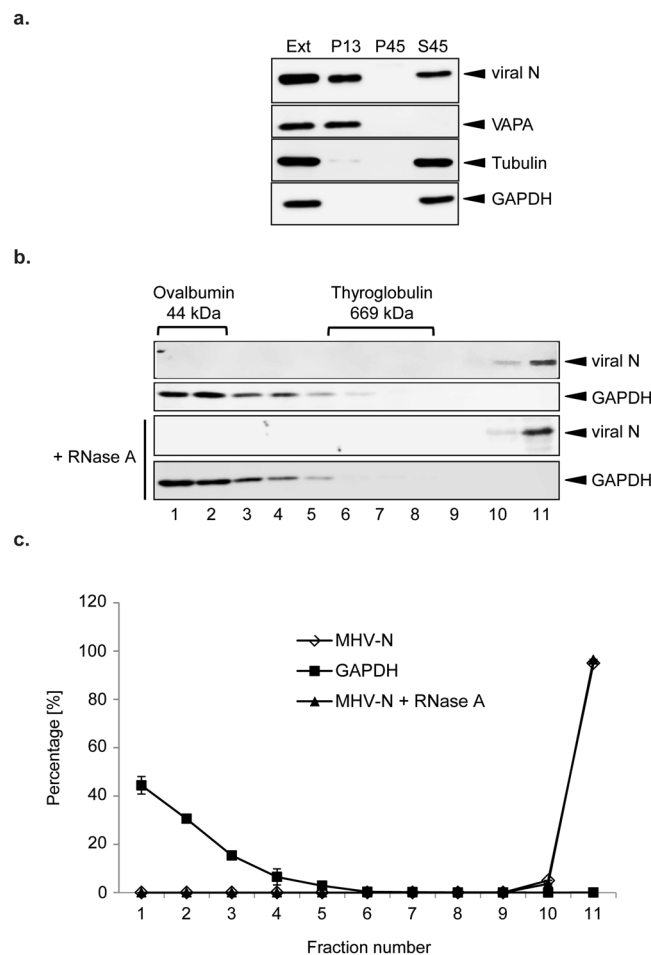 a.
Ext P13 P45 S45
viral N
VAPA
Tubulin
GAPDH
b.
Ovalbumin Thyroglobulin
44 kDa 669 kDa
viral N
GAPDH
viral N
+ RNase A
GAPDH
1 2 3 4 5 6 7 8 9 10 11
c.
120
100
80
60
40
20
0
Percentage [%]
MHV-N
GAPDH
MHV-N + RNase A
1 2 3 4 5 6 7 8 9 10 11
Fraction number